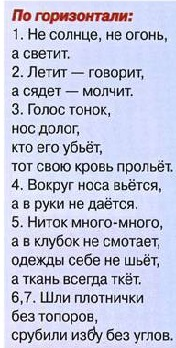 По горизонтали:
1. Не солнце, не огонь,
а светит.
2. Летит — говорит,
а сядет — молчит.
3. Голос тонок,
нос долог,
кто его убьёт,
тот свою кровь прольёт.
4. Вокруг носа вьётся,
а в руки не даётся.
5. Ниток много-много,
а в клубок не смотает,
одежды себе не шьёт,
а ткань всегда ткёт.
6,7. Шли плотнички
без топоров,
срубили избу без углов.